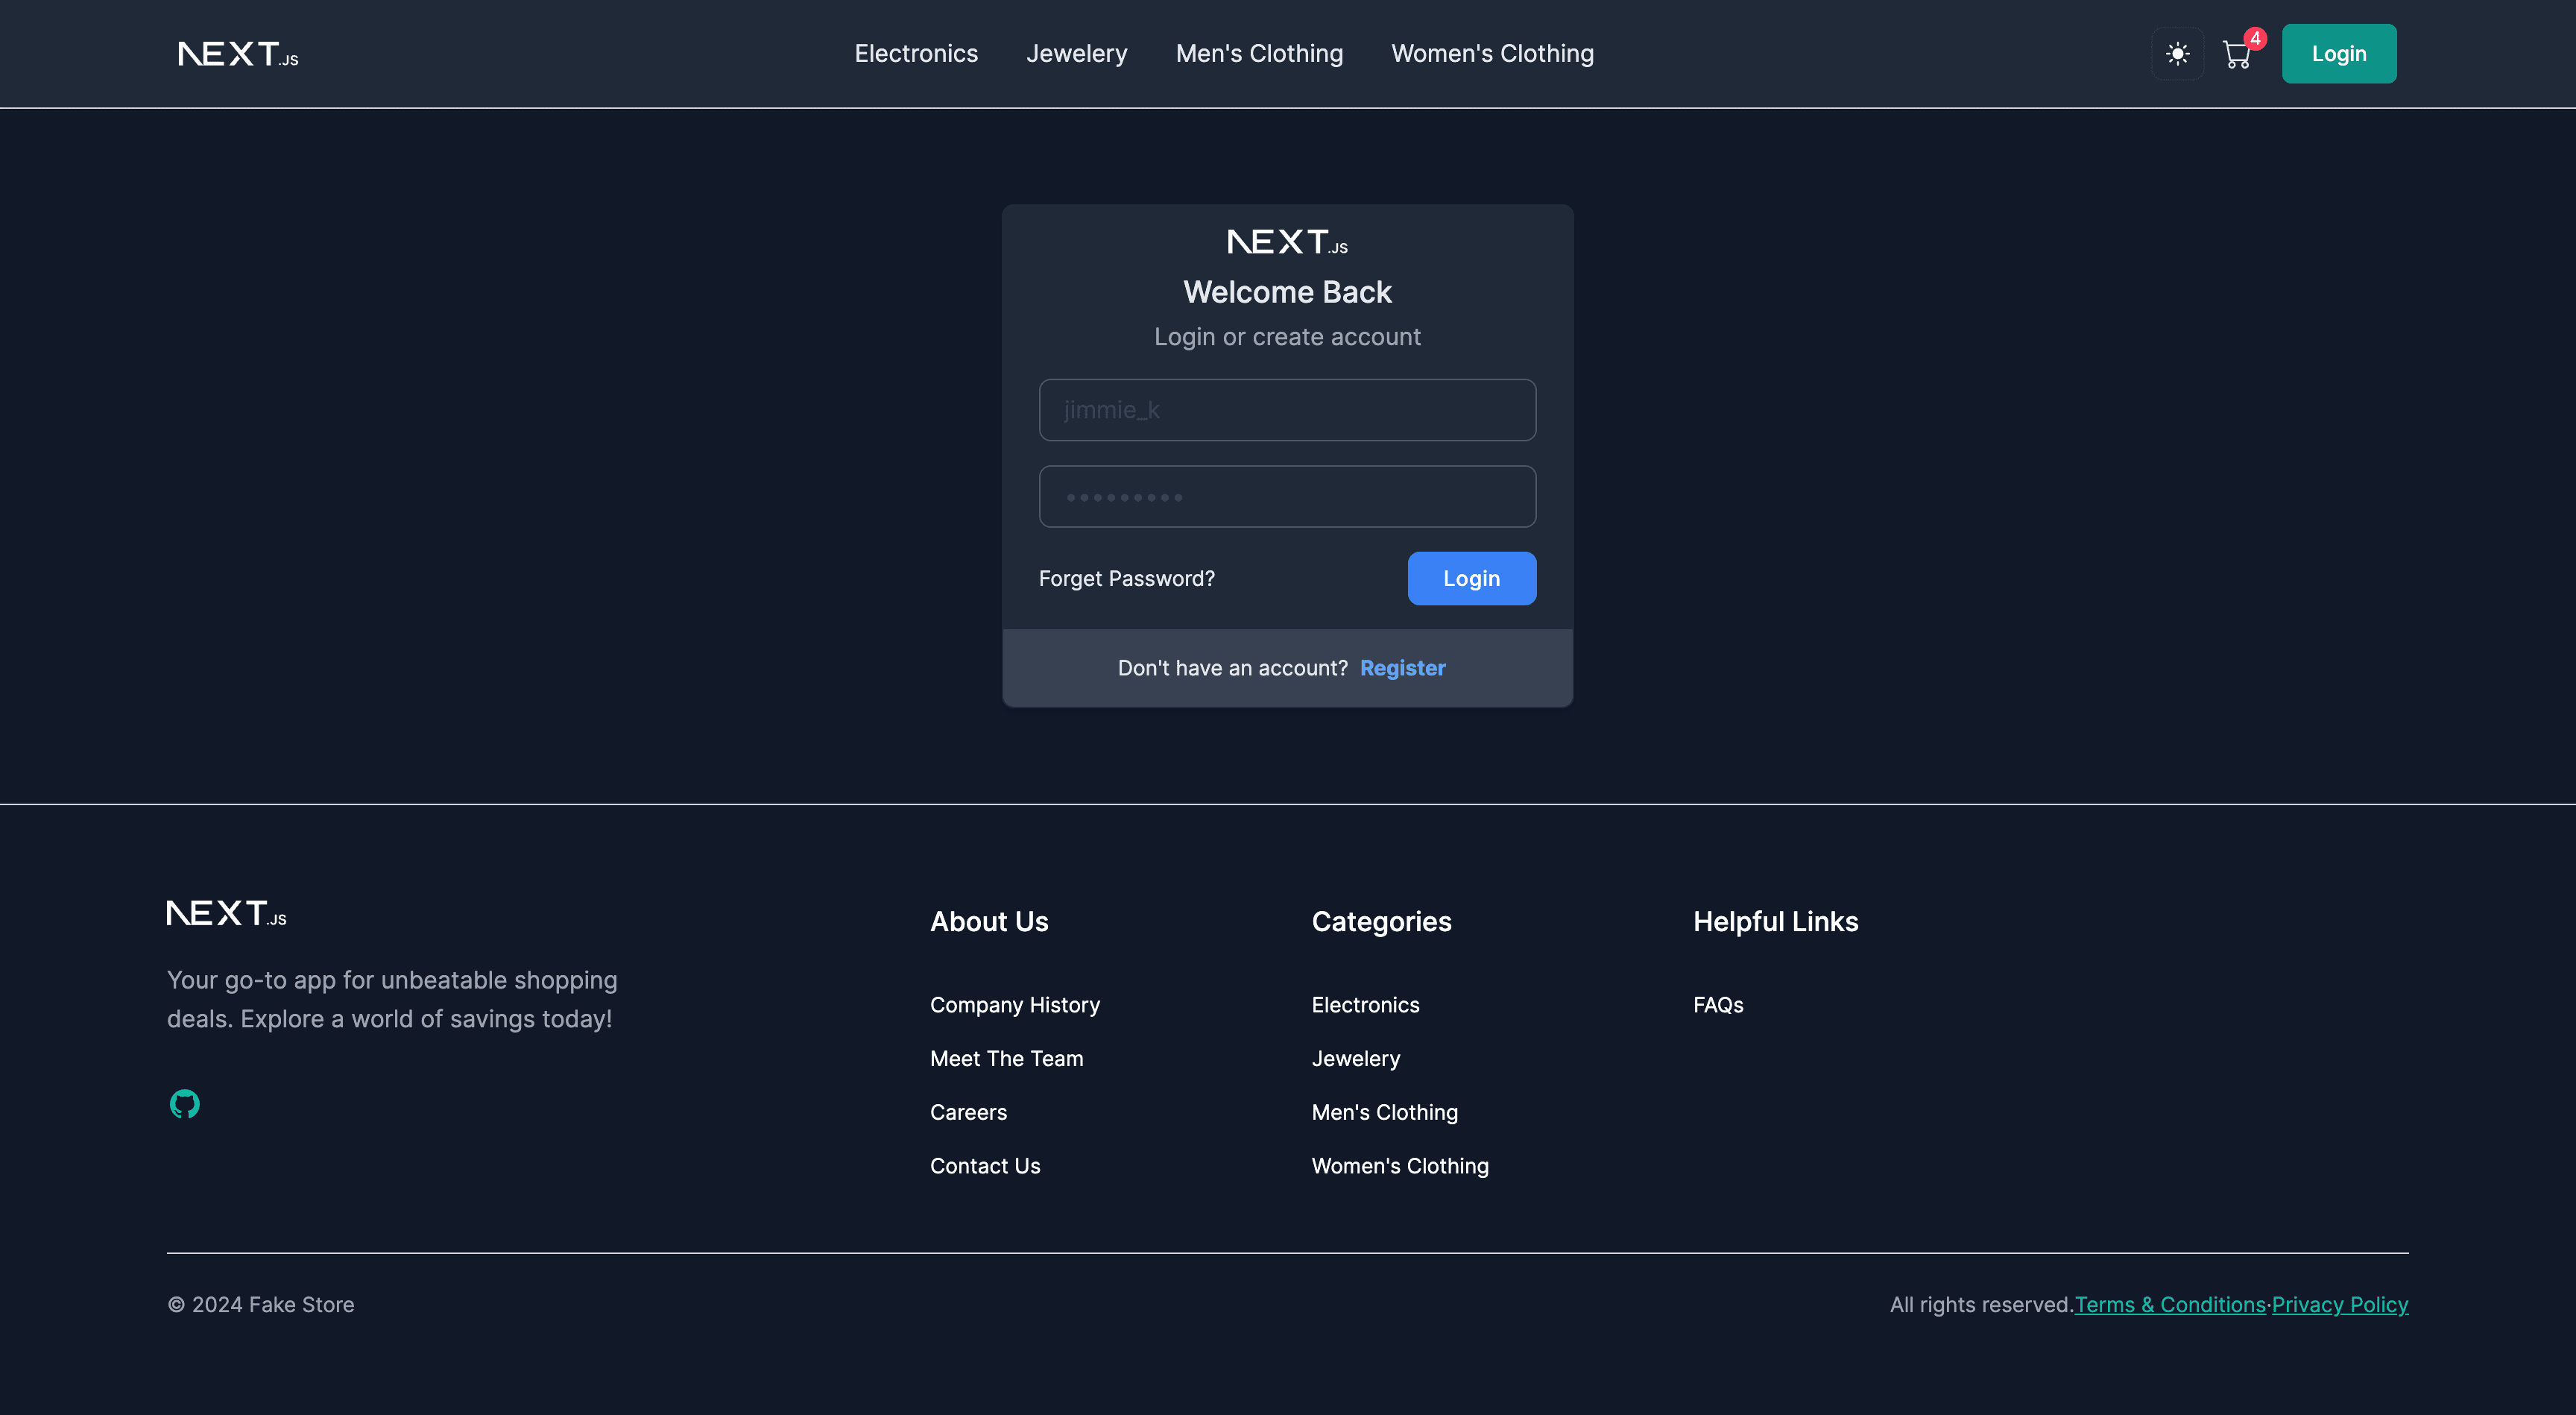 NEXT.JS
Electronics Jewelery Men's Clothing Women's Clothing
4
Login
NEXT.JS
Welcome Back
Login or create account
jimmie_k
•••••••••
Forget Password?
Login
Don't have an account? Register
NEXT.JS
Your go-to app for unbeatable shopping
deals. Explore a world of savings today!
About Us
Company History
Meet The Team
Careers
Contact Us
Categories
Electronics
Jewelery
Men's Clothing
Women's Clothing
Helpful Links
FAQs
© 2024 Fake Store
All rights reserved.Terms & Conditions·Privacy Policy